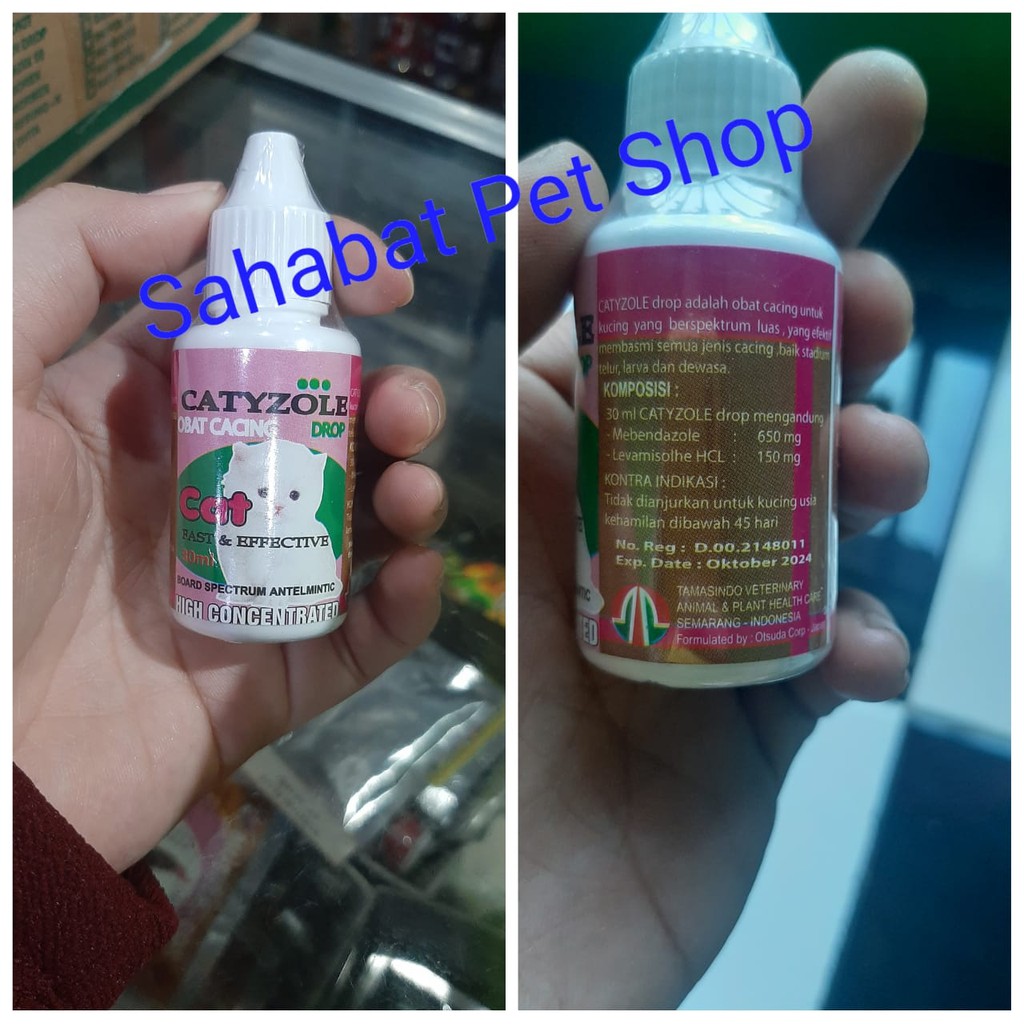 Sahabat Pet Shop
CATYZOLE
OBAT CACING DROP
Cat
FAST & EFFECTIVE
30ml
BOARD SPECTRUM ANTELMINTIC
HIGH CONCENTRATED
CATYZOLE drop adalah obat cacing untuk
kucing yang berspektrum luas , yang efektif
membasmi semua jenis cacing ,baik stadium
telur, larva dan dewasa.
KOMPOSISI :
30 ml CATYZOLE drop mengandung
- Mebendazole : 650 mg
- Levamisolhe HCL : 150 mg
KONTRA INDIKASI :
Tidak dianjurkan untuk kucing usia
kehamilan dibawah 45 hari
No. Reg : D.00.2148011
Exp. Date : Oktober 2024
TAMASINDO VETERINARY
ANIMAL & PLANT HEALTH CARE
SEMARANG - INDONESIA
Formulated by : Otsuda Corp - Japan